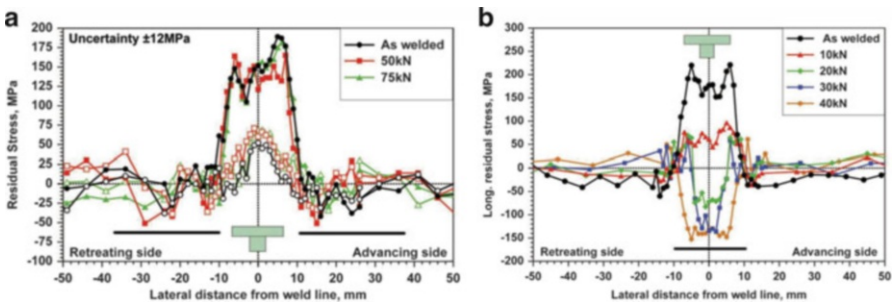 a
Uncertainty ±12MPa
As welded
50kN
75kN
Residual Stress, MPa
200
175
150
125
100
75
50
25
0
-25
-50
-75
-100
Retreating side
Advancing side
-50 -40 -30 -20 -10 0 10 20 30 40 50
Lateral distance from weld line, mm
b
As welded
10kN
20kN
30kN
40kN
Long. residual stress, MPa
300
250
200
150
100
50
0
-50
-100
-150
-200
Retreating side
Advancing side
-50 -40 -30 -20 -10 0 10 20 30 40 50
Lateral distance from weld line, mm